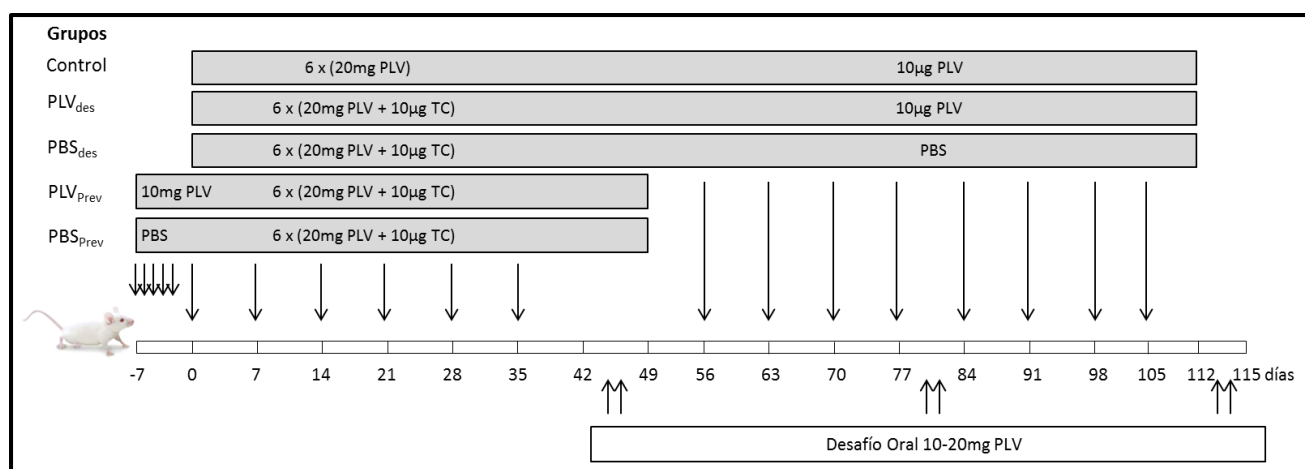 Grupos
Control 6 x (20mg PLV) 10µg PLV
PLVdes 6 x (20mg PLV + 10µg TC) 10µg PLV
PBSdes 6 x (20mg PLV + 10µg TC) PBS
PLVPrev 10mg PLV 6 x (20mg PLV + 10µg TC)
PBSPrev PBS 6 x (20mg PLV + 10µg TC)
-7 0 7 14 21 28 35 42 49 56 63 70 77 84 91 98 105 112 115 días
Desafío Oral 10-20mg PLV